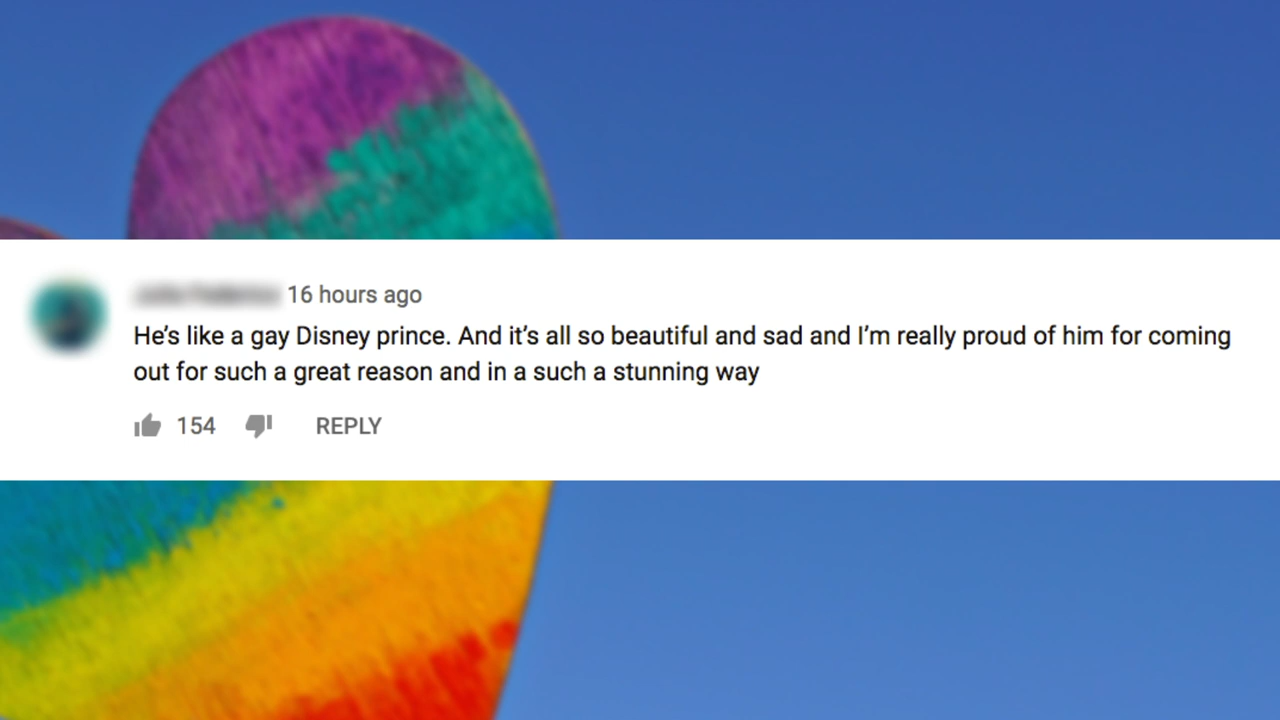 16 hours ago
He’s like a gay Disney prince. And it’s all so beautiful and sad and I’m really proud of him for coming
out for such a great reason and in a such a stunning way
154 REPLY